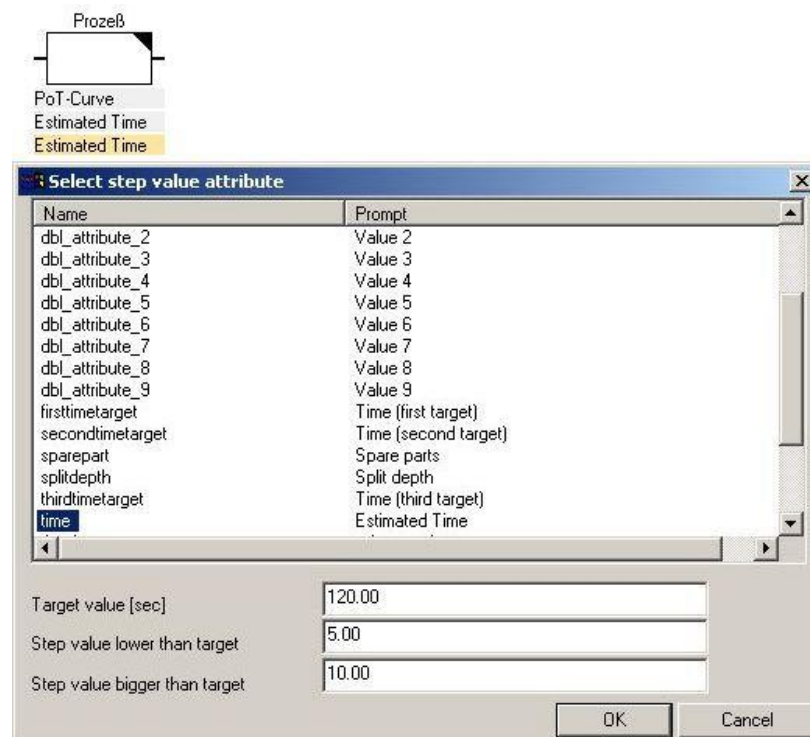 Prozeß
PoT-Curve
Estimated Time
Estimated Time
Select step value attribute
Name Prompt
dbl_attribute_2 Value 2
dbl_attribute_3 Value 3
dbl_attribute_4 Value 4
dbl_attribute_5 Value 5
dbl_attribute_6 Value 6
dbl_attribute_7 Value 7
dbl_attribute_8 Value 8
dbl_attribute_9 Value 9
firsttimetarget Time (first target)
secondtimetarget Time (second target)
sparepart Spare parts
splitdepth Split depth
thirdtimetarget Time (third target)
time Estimated Time
Target value [sec] 120.00
Step value lower than target 5.00
Step value bigger than target 10.00
OK Cancel